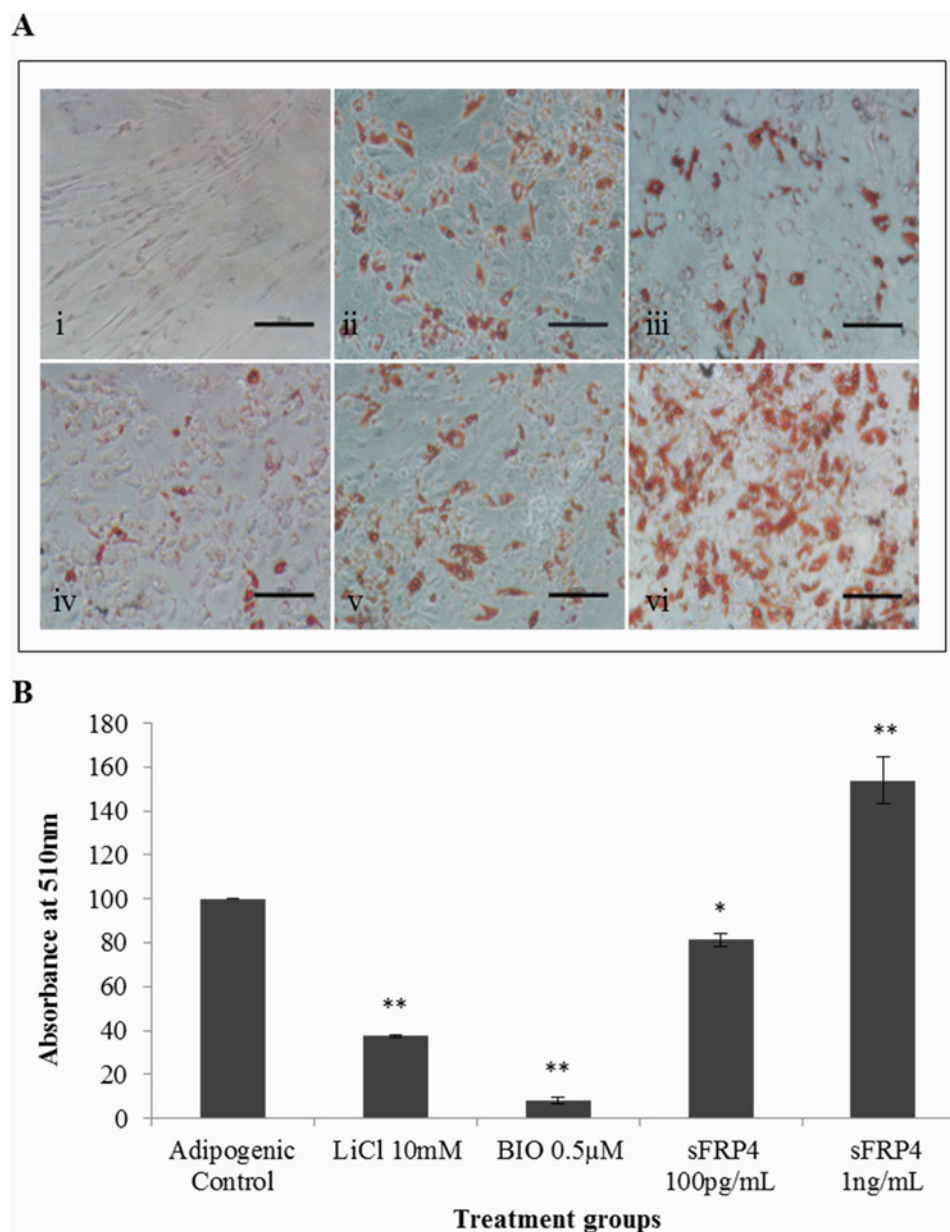 A
i
ii
iii
iv
v
vi
B
180
160
140
120
100
80
60
40
20
0
Absorbance at 510nm
**
**
*
**
Adipogenic
Control
LiCl 10mM
BIO 0.5µM
sFRP4
100pg/mL
sFRP4
1ng/mL
Treatment groups